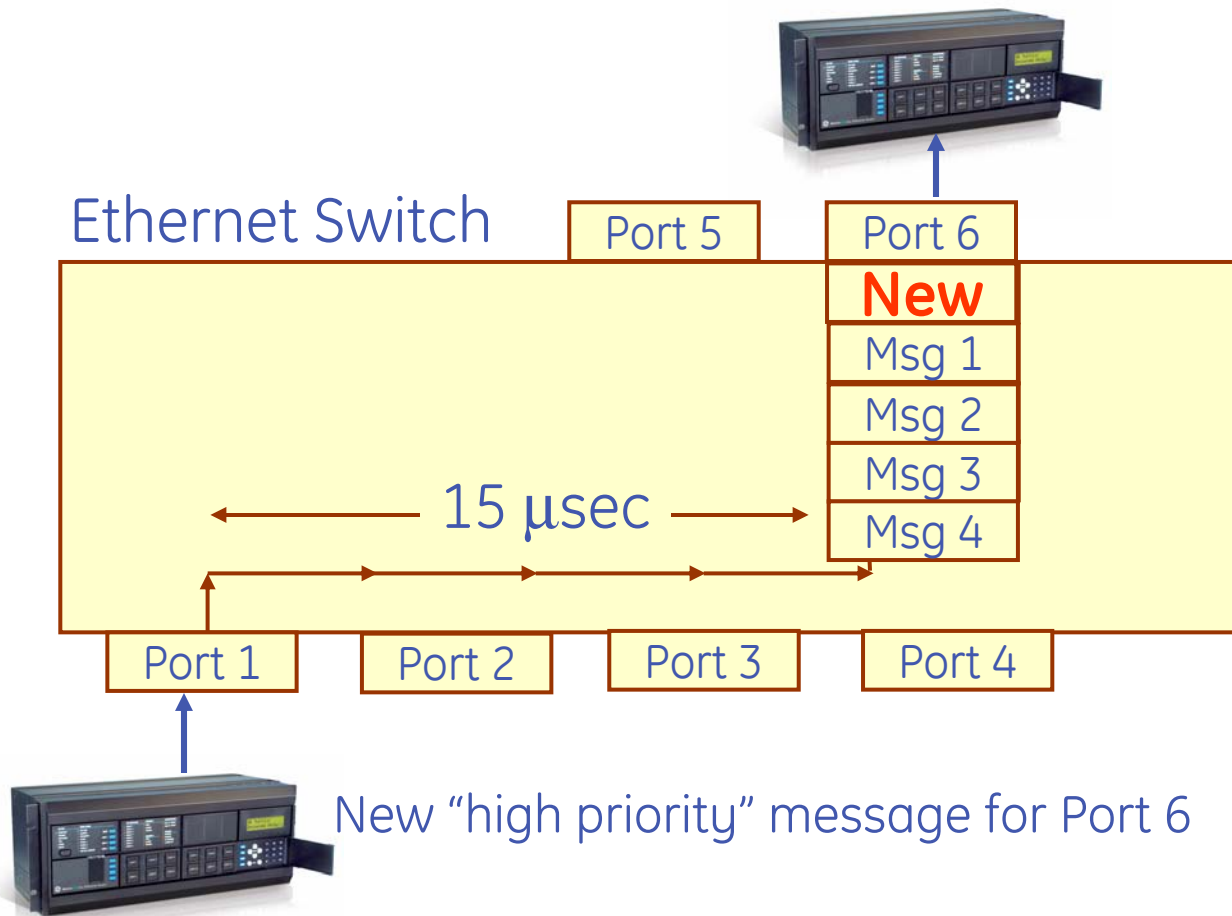 Ethernet Switch
Port 5
Port 6
New
Msg 1
Msg 2
Msg 3
Msg 4
15 μsec
Port 1
Port 2
Port 3
Port 4
New “high priority” message for Port 6